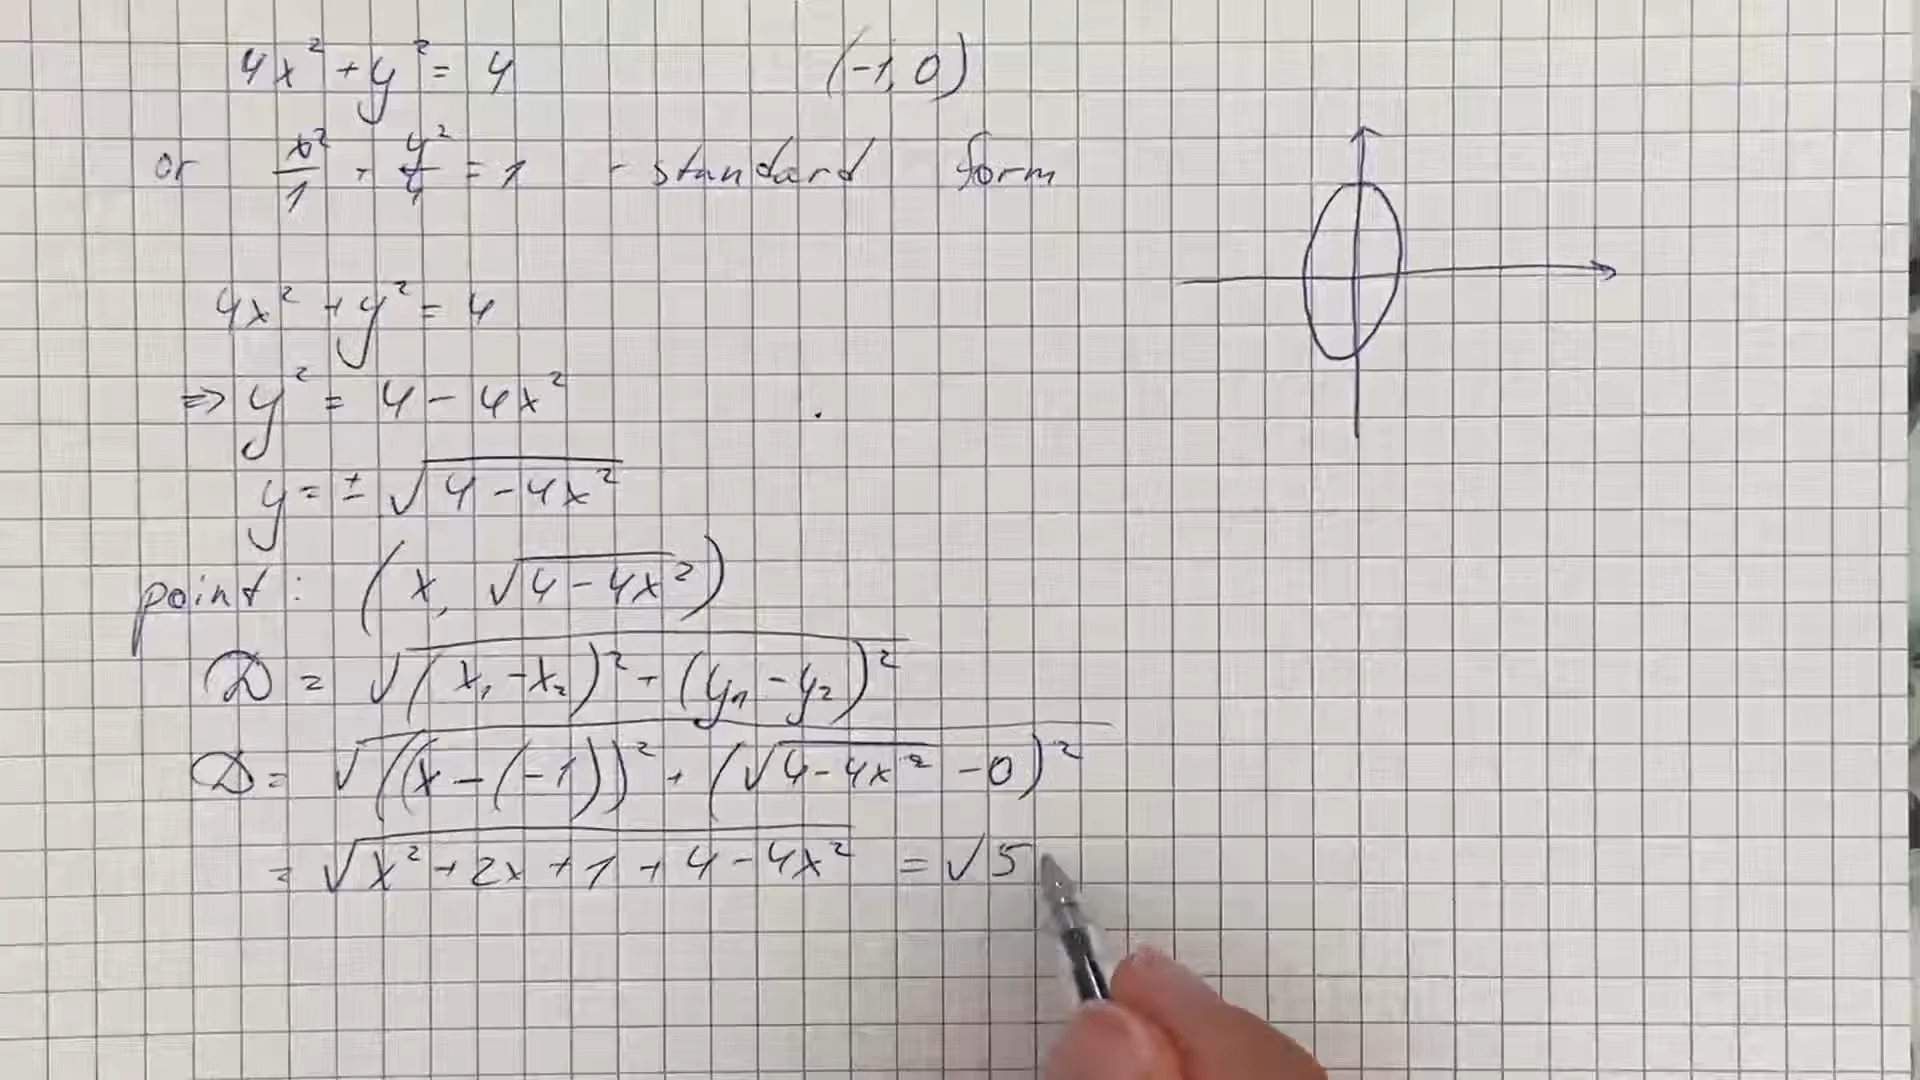 4x² + y² = 4 (-1, 0)
or x²/1 + y²/4 = 1 - standard form
4x² + y² = 4
⇒ y² = 4 - 4x²
y = ± √(4 - 4x²)
point: (x, √(4 - 4x²))
D = √((x₁ - x₂)² + (y₁ - y₂)²)
D = √((x - (-1))² + (√(4 - 4x²) - 0)²)
= √(x² + 2x + 1 + 4 - 4x²) = √5